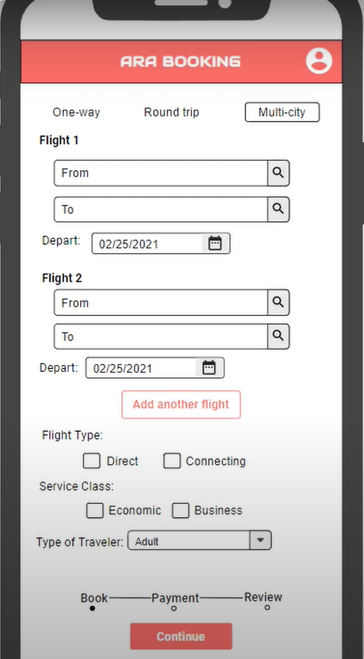 ARA BOOKING
One-way Round trip Multi-city
Flight 1
From
To
Depart: 02/25/2021
Flight 2
From
To
Depart: 02/25/2021
Add another flight
Flight Type:
Direct Connecting
Service Class:
Economic Business
Type of Traveler: Adult
Book Payment Review
Continue